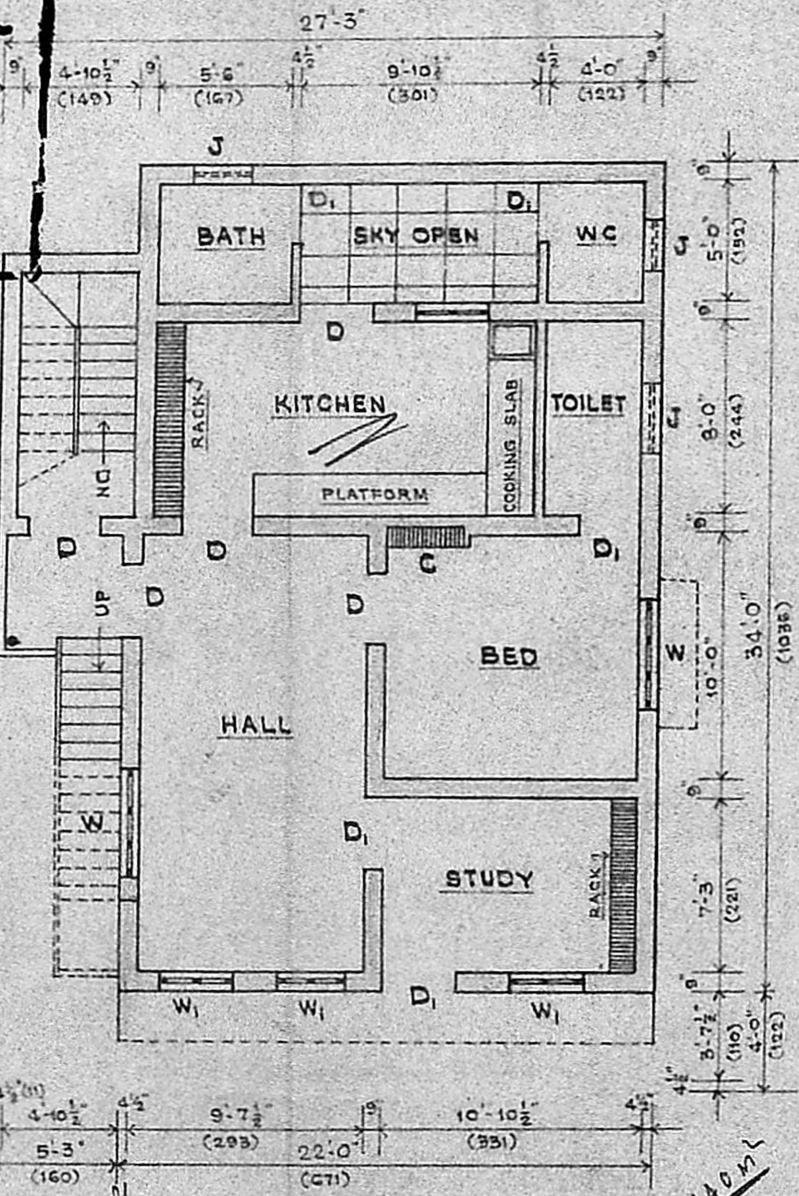 27'-3"
9" 4'-10½" 9" 5'-6" 4½" 9'-10½" 4½" 4'-0" 9"
(149) (167) (301) (122)
J
9"
D₁ D₁
BATH SKY OPEN WC J 5'-0" (152)
D 9"
KITCHEN TOILET J 8'-0" (244)
RACK
COOKING SLAB
PLATFORM
DN
D D C D₁ 9"
D D
UP
BED W 10'-0" 34'-0" (1036)
HALL
9"
W D₁
STUDY 7'-3" (221)
RACK
9"
W₁ W₁ D₁ W₁
3'-7½" (110) 4'-0" (122)
4½"
4½" (11)
4'-10½" 4½" 9'-7½" 9" 10'-10½" 4½"
(293) (331)
5'-3" 22'-0"
(160) (671)